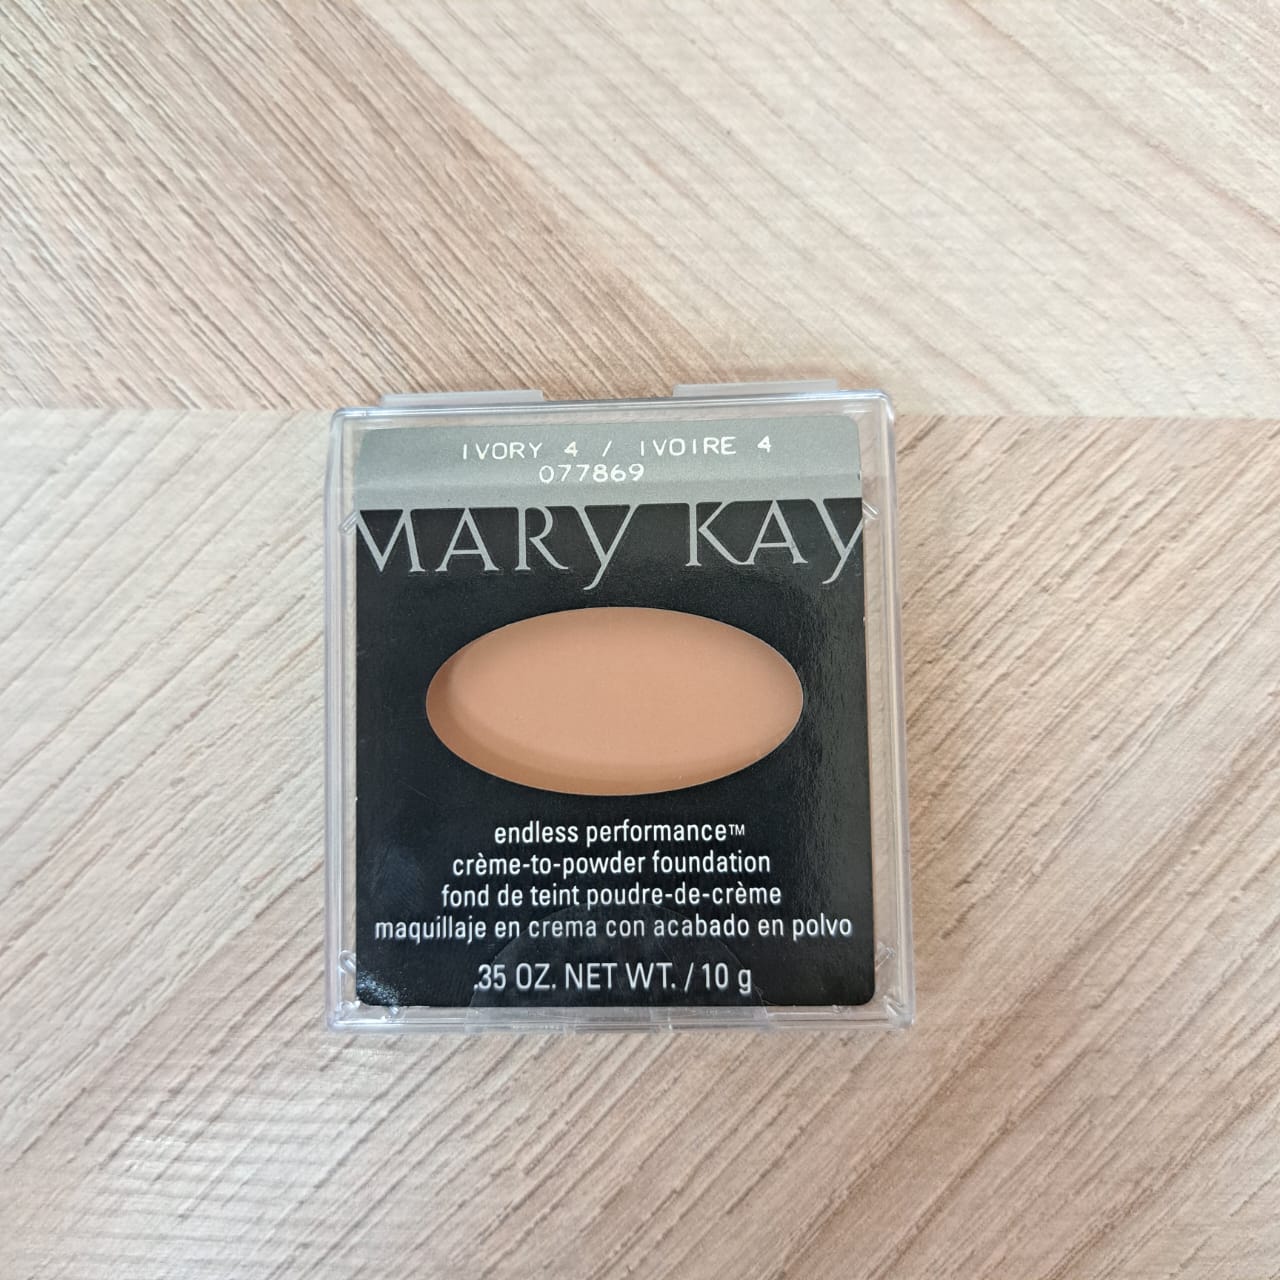 IVORY 4 / IVOIRE 4
077869
MARY KAY
endless performance™
crème-to-powder foundation
fond de teint poudre-de-crème
maquillaje en crema con acabado en polvo
.35 OZ. NET WT. / 10 g